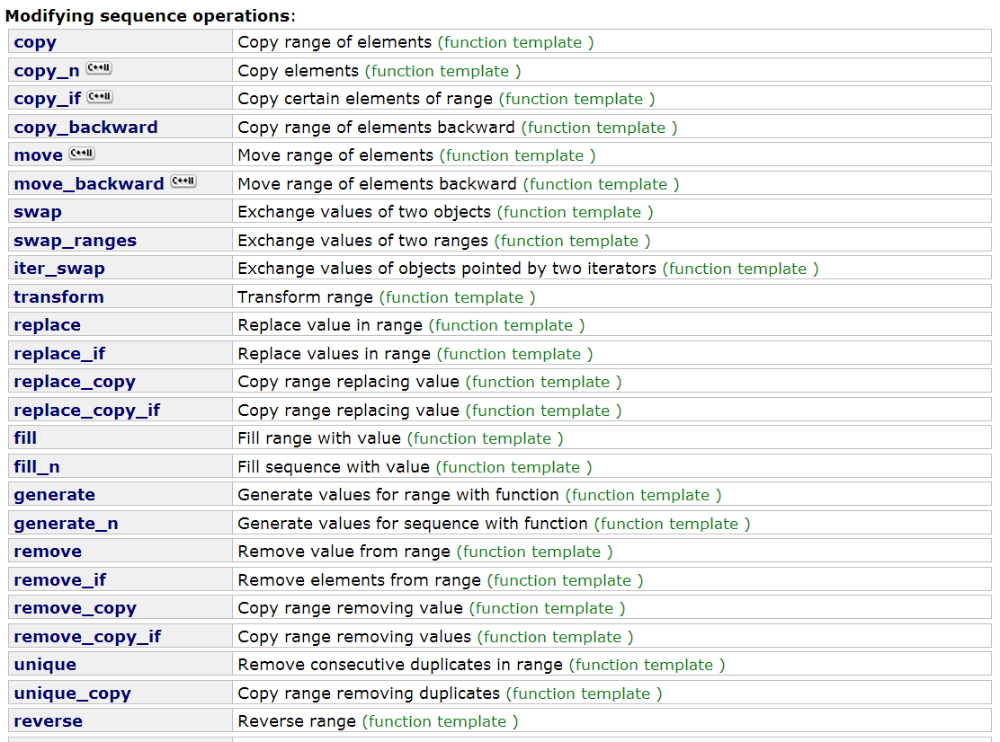 Modifying sequence operations:
copy Copy range of elements (function template )
copy_n C++11 Copy elements (function template )
copy_if C++11 Copy certain elements of range (function template )
copy_backward Copy range of elements backward (function template )
move C++11 Move range of elements (function template )
move_backward C++11 Move range of elements backward (function template )
swap Exchange values of two objects (function template )
swap_ranges Exchange values of two ranges (function template )
iter_swap Exchange values of objects pointed by two iterators (function template )
transform Transform range (function template )
replace Replace value in range (function template )
replace_if Replace values in range (function template )
replace_copy Copy range replacing value (function template )
replace_copy_if Copy range replacing value (function template )
fill Fill range with value (function template )
fill_n Fill sequence with value (function template )
generate Generate values for range with function (function template )
generate_n Generate values for sequence with function (function template )
remove Remove value from range (function template )
remove_if Remove elements from range (function template )
remove_copy Copy range removing value (function template )
remove_copy_if Copy range removing values (function template )
unique Remove consecutive duplicates in range (function template )
unique_copy Copy range removing duplicates (function template )
reverse Reverse range (function template )